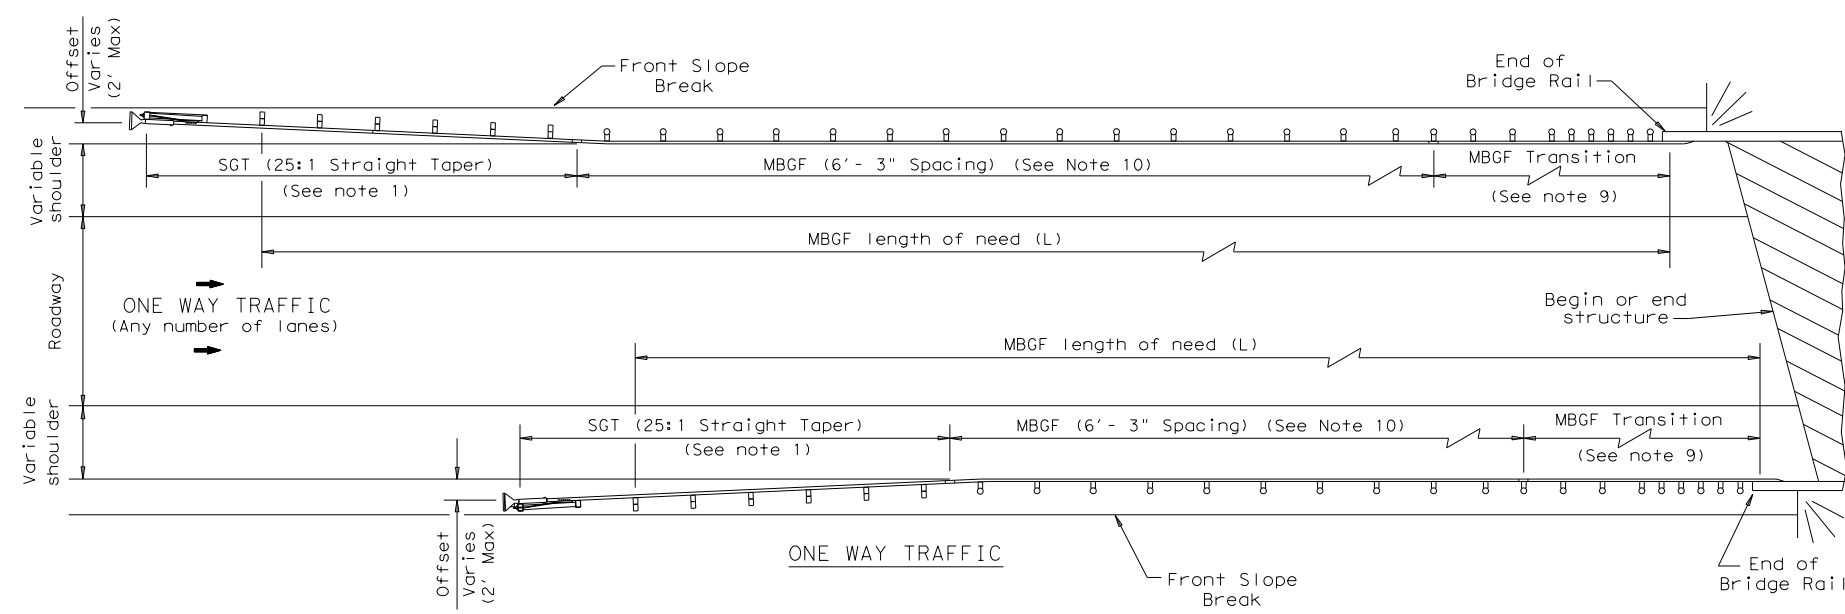 Offset
Varies
(2' Max)
Front Slope
Break
End of
Bridge Rail
Variable
shoulder
SGT (25:1 Straight Taper)
(See note 1)
MBGF (6'- 3" Spacing) (See Note 10)
MBGF Transition
(See note 9)
MBGF length of need (L)
Roadway
ONE WAY TRAFFIC
(Any number of lanes)
Begin or end
structure
MBGF length of need (L)
Variable
shoulder
SGT (25:1 Straight Taper)
(See note 1)
MBGF (6'- 3" Spacing) (See Note 10)
MBGF Transition
(See note 9)
Offset
Varies
(2' Max)
ONE WAY TRAFFIC
Front Slope
Break
End of
Bridge Rail